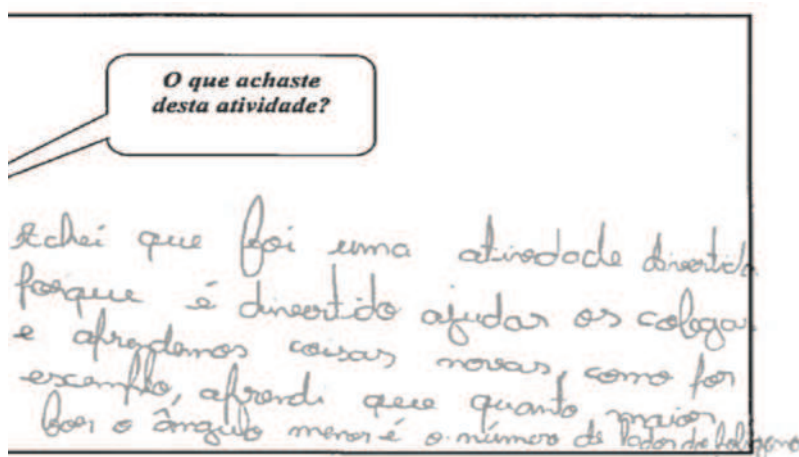 O que achaste
desta atividade?
Achei que foi uma atividade divertida
porque é divertido ajudar os colegas
e aprendemos coisas novas, como por
exemplo, aprendi que quanto maior
for o ângulo menor é o número de lados do polígono